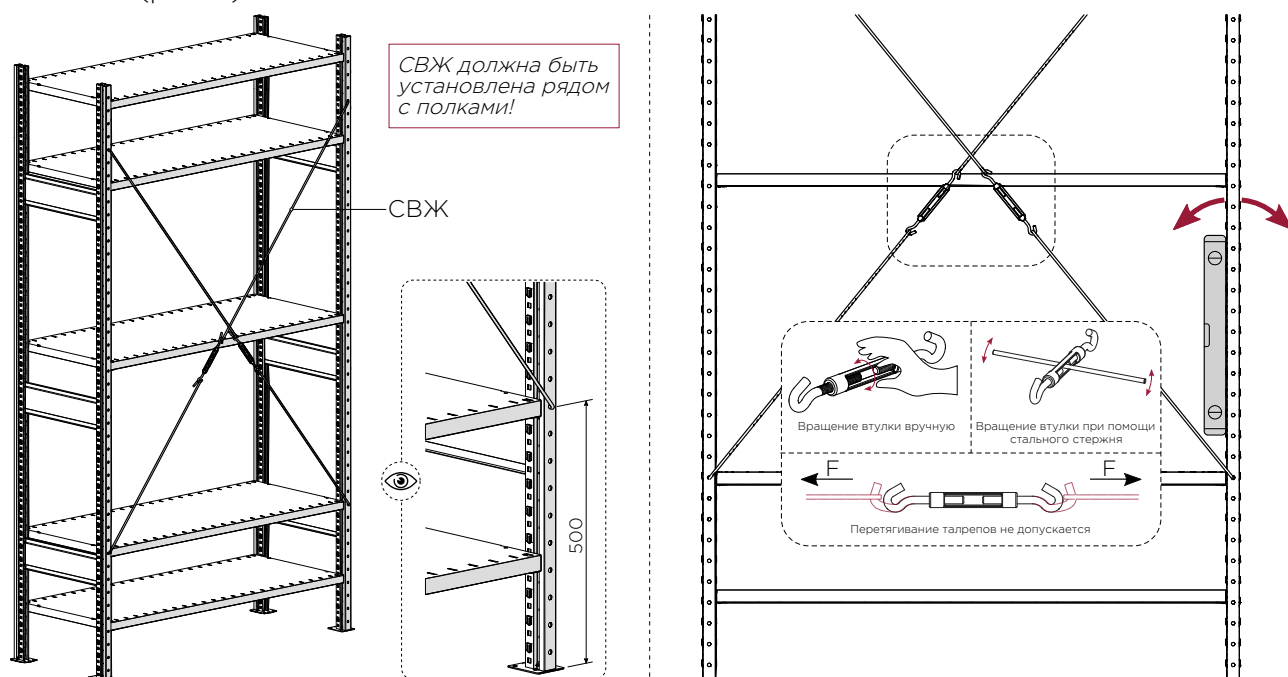 СВЖ должна быть
установлена рядом
с полками!
СВЖ
500
Вращение втулки вручную
Вращение втулки при помощи
стального стержня
F
F
Перетягивание талрепов не допускается